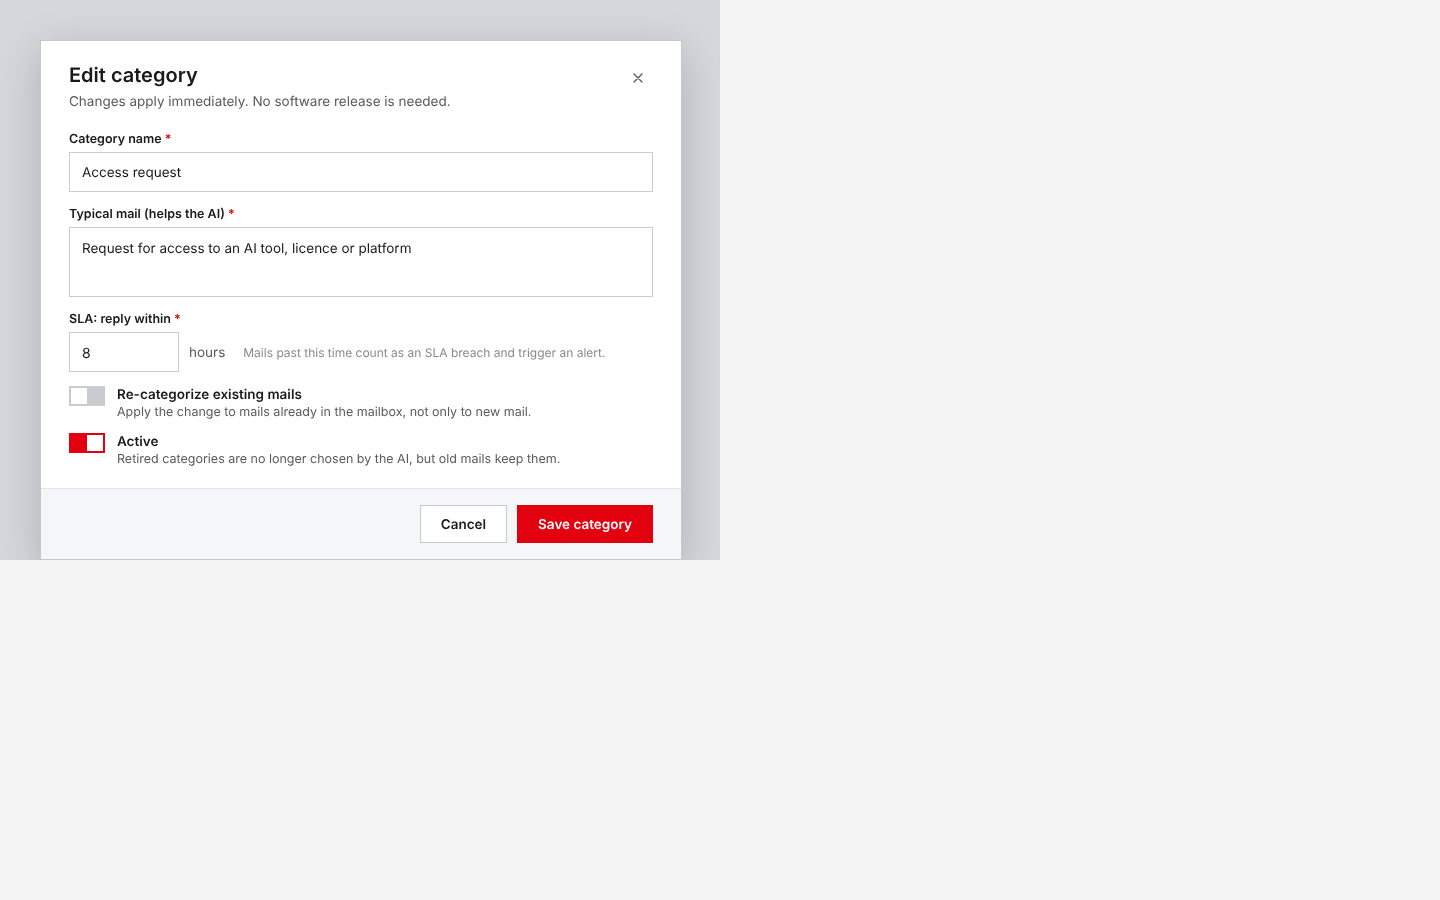 Edit category
Changes apply immediately. No software release is needed.
Category name *
Access request
Typical mail (helps the AI) *
Request for access to an AI tool, licence or platform
SLA: reply within *
8 hours Mails past this time count as an SLA breach and trigger an alert.
Re-categorize existing mails
Apply the change to mails already in the mailbox, not only to new mail.
Active
Retired categories are no longer chosen by the AI, but old mails keep them.
Cancel Save category